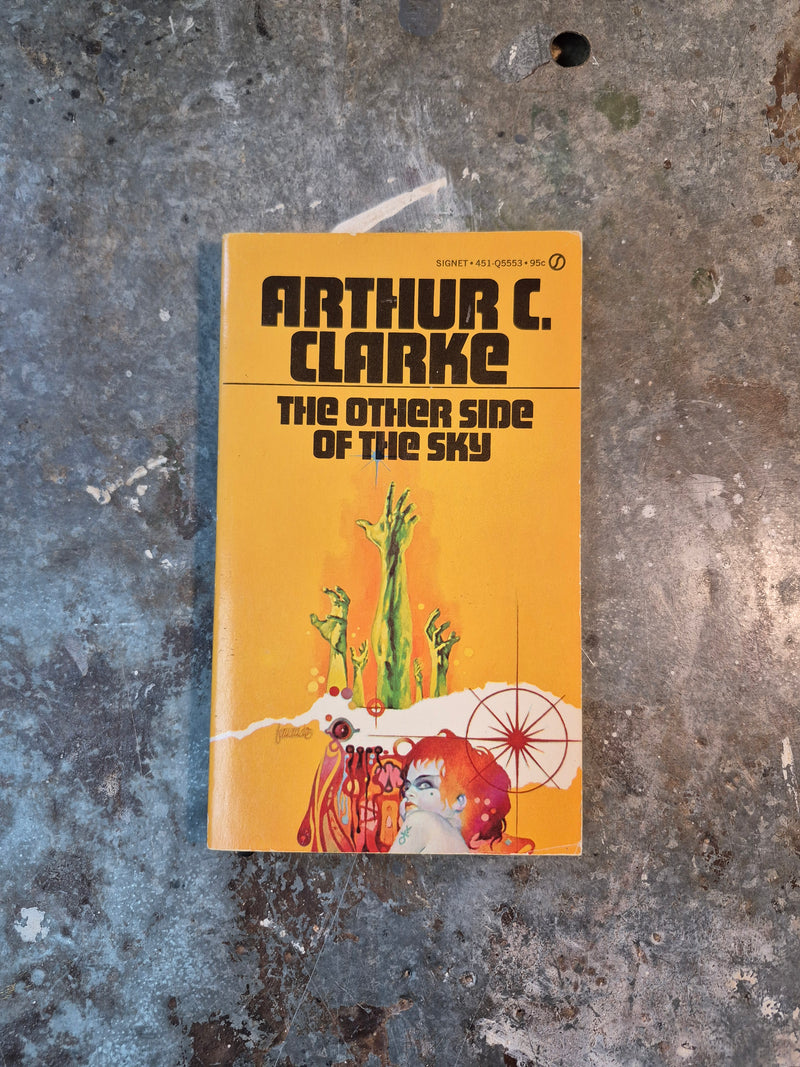 SIGNET • 451-Q5553 • 95c
ARTHUR C.
CLARKE
THE OTHER SIDE
OF THE SKY